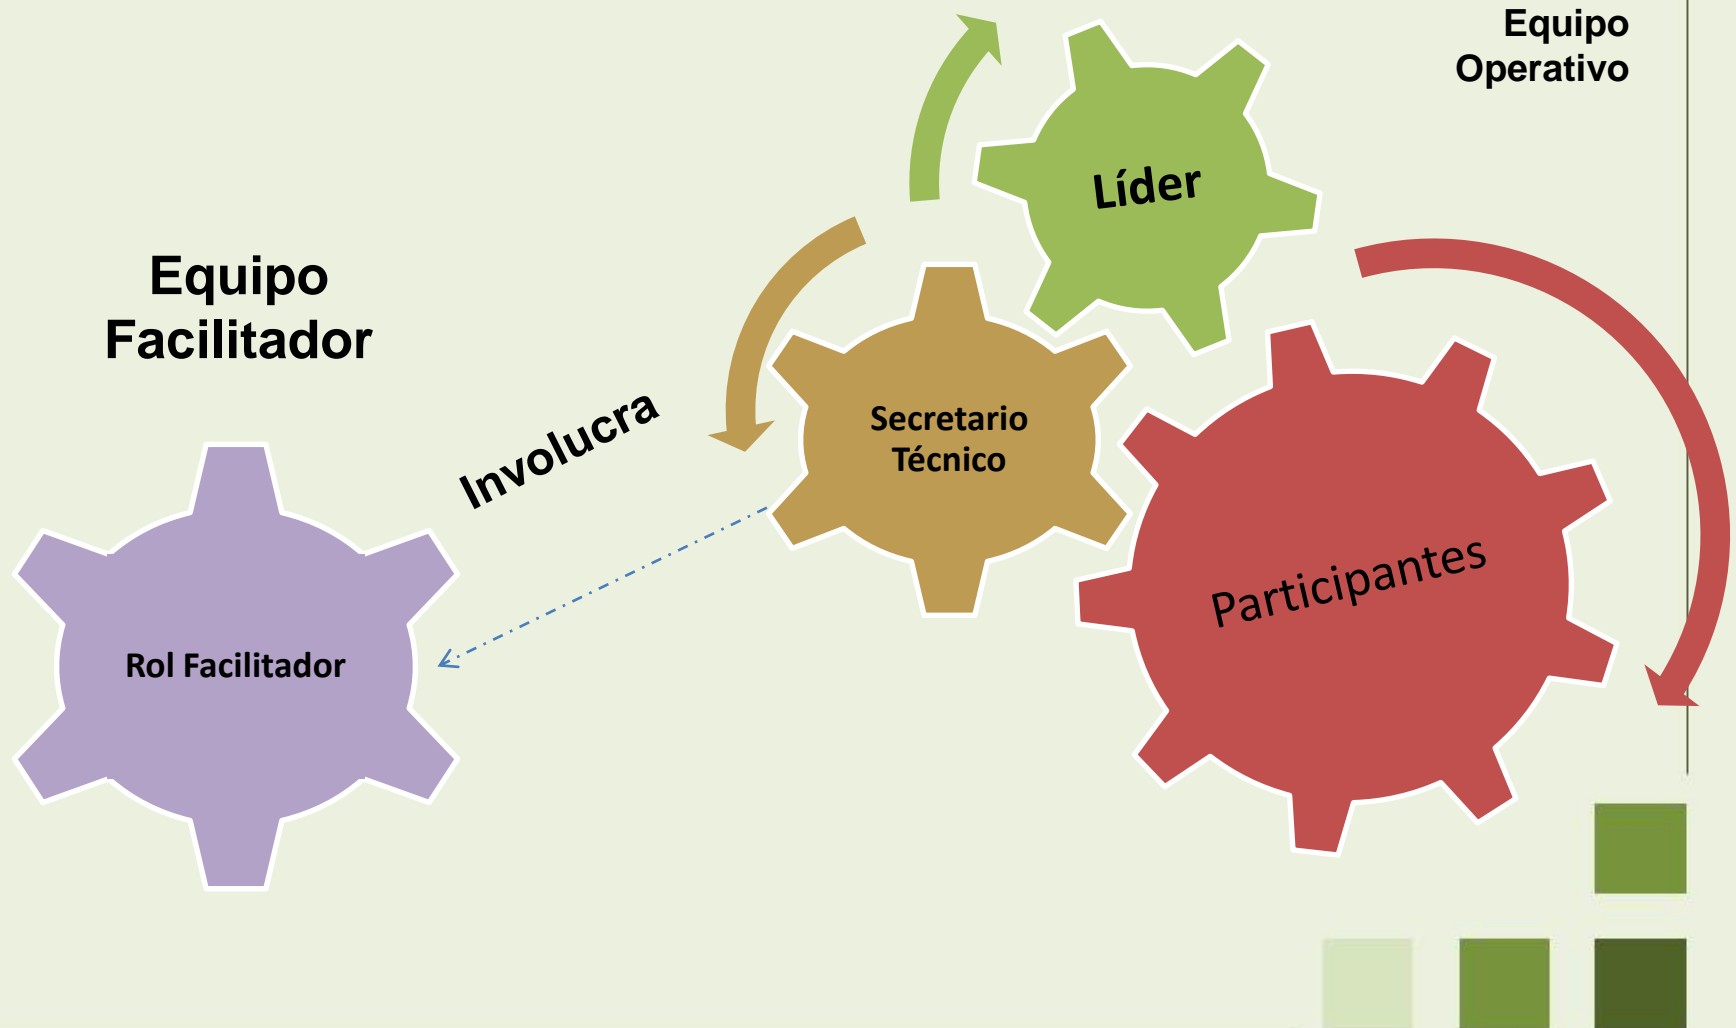 Equipo
Operativo
Líder
Equipo
Facilitador
Involucra
Secretario
Técnico
Participantes
Rol Facilitador